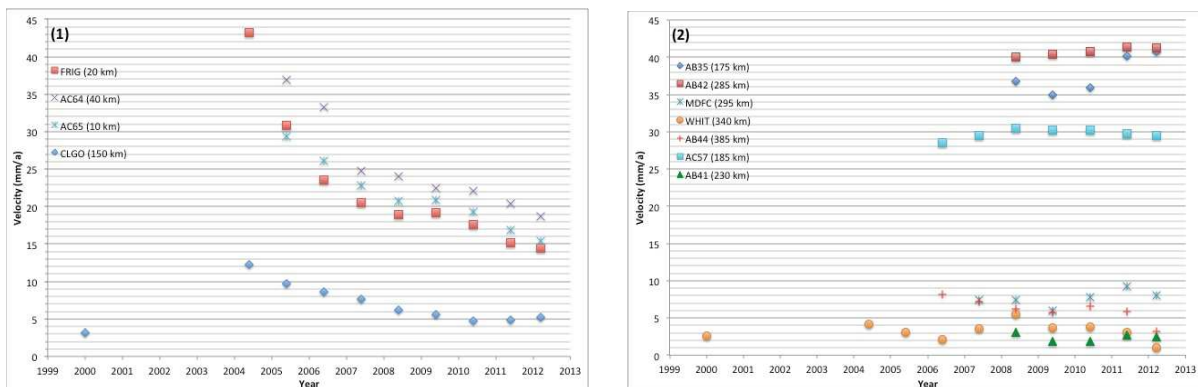 (1)
45
40
35
30
25
20
15
10
5
0
Velocity (mm/a)
FRIG (20 km)
AC64 (40 km)
AC65 (10 km)
CLGO (150 km)
1999 2000 2001 2002 2003 2004 2005 2006 2007 2008 2009 2010 2011 2012 2013
Year
(2)
45
40
35
30
25
20
15
10
5
0
Velocity (mm/a)
AB35 (175 km)
AB42 (285 km)
MDFC (295 km)
WHIT (340 km)
AB44 (385 km)
AC57 (185 km)
AB41 (230 km)
1999 2000 2001 2002 2003 2004 2005 2006 2007 2008 2009 2010 2011 2012 2013
Year